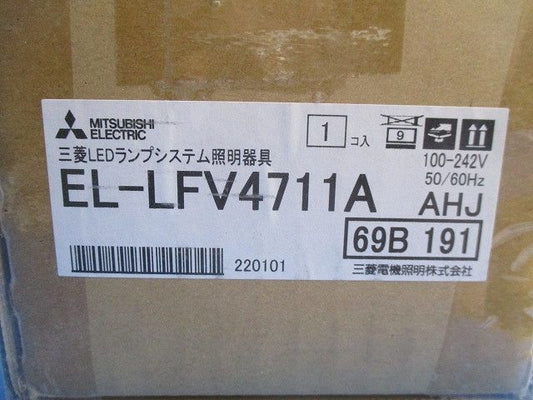 MITSUBISHI
ELECTRIC
1 コ入
9
三菱LEDランプシステム照明器具
100-242V
50/60Hz
EL-LFV4711A AHJ
69B 191
220101
三菱電機照明株式会社